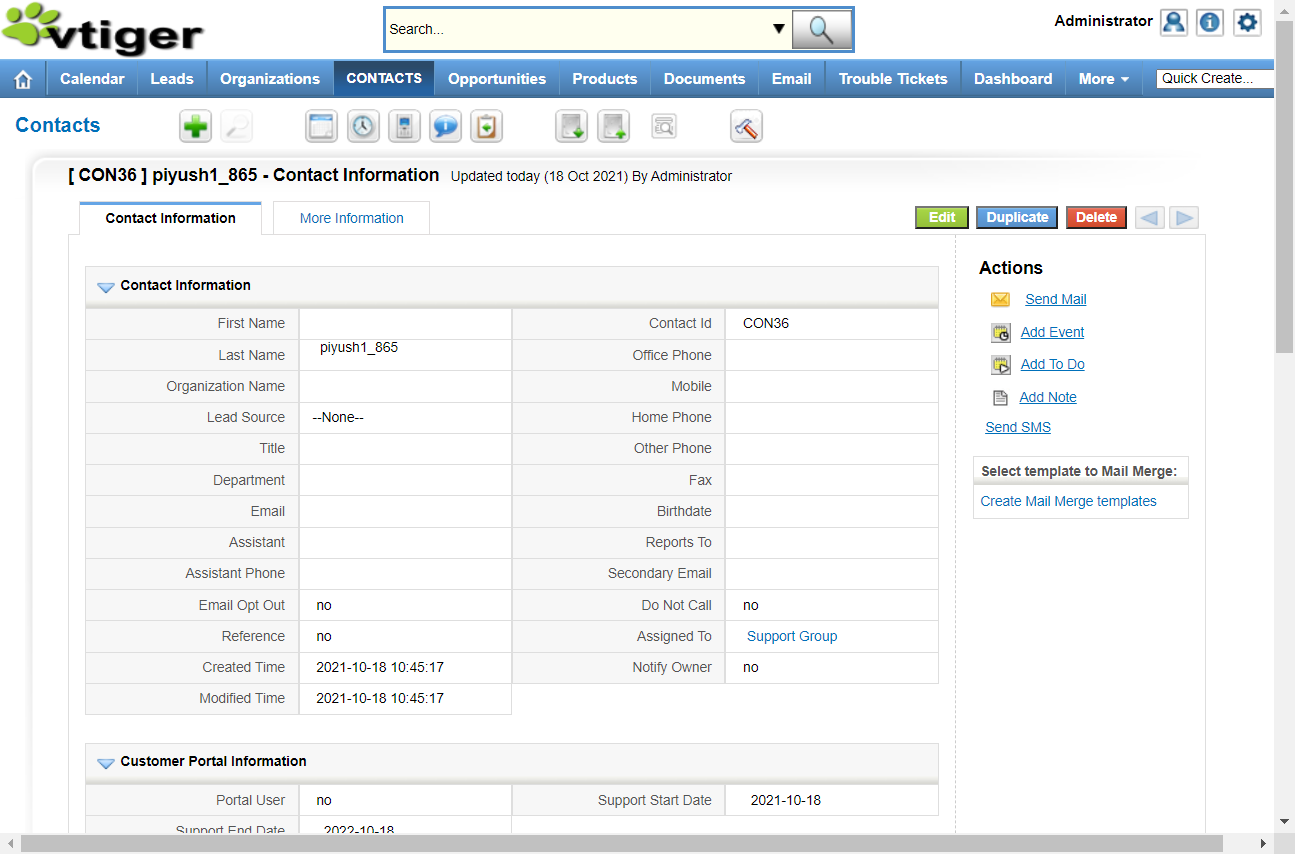 vtiger
Search...
Administrator
Calendar Leads Organizations CONTACTS Opportunities Products Documents Email Trouble Tickets Dashboard More Quick Create...
Contacts
[ CON36 ] piyush1_865 - Contact Information Updated today (18 Oct 2021) By Administrator
Contact Information More Information Edit Duplicate Delete
Contact Information
First Name Contact Id CON36
Last Name piyush1_865 Office Phone
Organization Name Mobile
Lead Source --None-- Home Phone
Title Other Phone
Department Fax
Email Birthdate
Assistant Reports To
Assistant Phone Secondary Email
Email Opt Out no Do Not Call no
Reference no Assigned To Support Group
Created Time 2021-10-18 10:45:17 Notify Owner no
Modified Time 2021-10-18 10:45:17
Customer Portal Information
Portal User no Support Start Date 2021-10-18
Support End Date 2022-10-18
Actions
Send Mail
Add Event
Add To Do
Add Note
Send SMS
Select template to Mail Merge:
Create Mail Merge templates